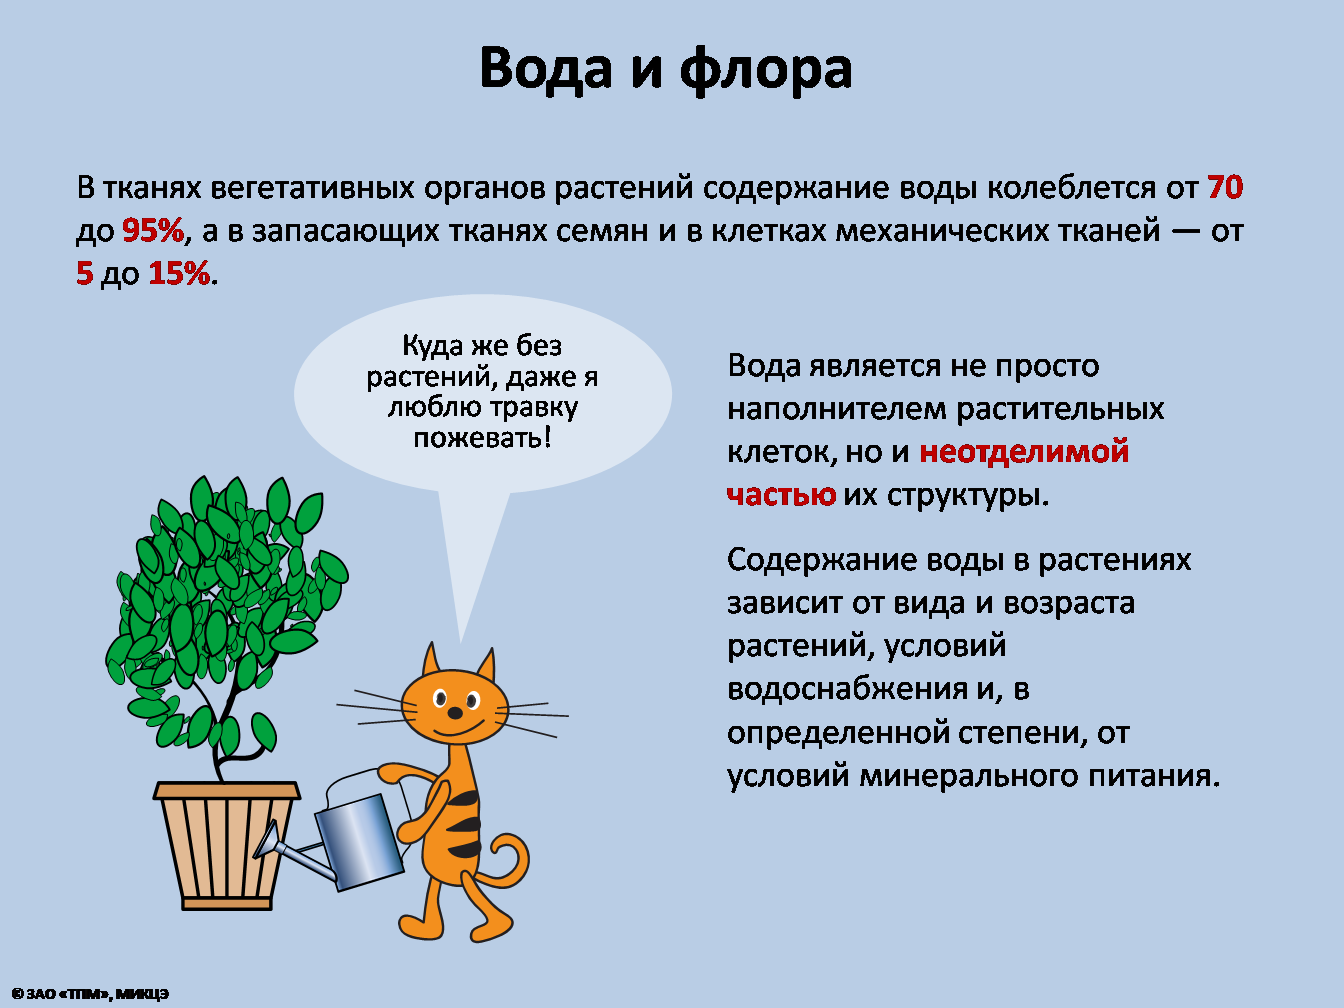 Вода и флора
В тканях вегетативных органов растений содержание воды колеблется от 70
до 95%, а в запасающих тканях семян и в клетках механических тканей — от
5 до 15%.
Куда же без
растений, даже я
люблю травку
пожевать!
Вода является не просто
наполнителем растительных
клеток, но и неотделимой
частью их структуры.
Содержание воды в растениях
зависит от вида и возраста
растений, условий
водоснабжения и, в
определенной степени, от
условий минерального питания.
© ЗАО «ТПМ», МИКЦЭ